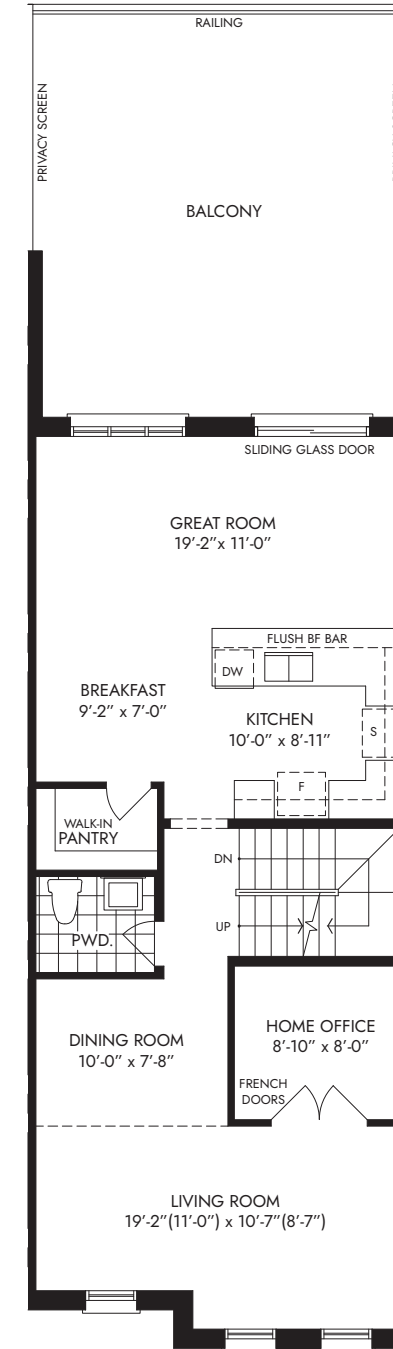 RAILING
PRIVACY SCREEN
BALCONY
SLIDING GLASS DOOR
GREAT ROOM
19’-2”x 11’-0”
FLUSH BF BAR
DW
BREAKFAST
9’-2” x 7’-0”
KITCHEN
10’-0” x 8’-11”
S
F
WALK-IN
PANTRY
DN
UP
PWD.
DINING ROOM
10’-0” x 7’-8”
HOME OFFICE
8’-10” x 8’-0”
FRENCH
DOORS
LIVING ROOM
19’-2”(11’-0”) x 10’-7”(8’-7”)